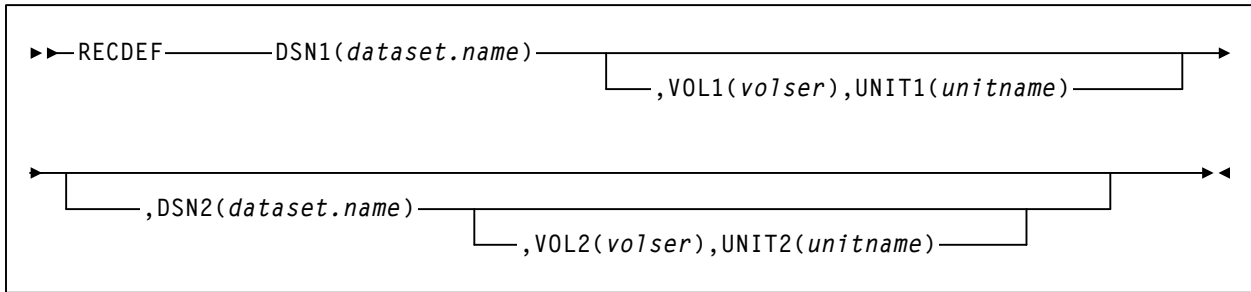 RECDEF DSN1(dataset.name)
,VOL1(volser),UNIT1(unitname)
,DSN2(dataset.name)
,VOL2(volser),UNIT2(unitname)